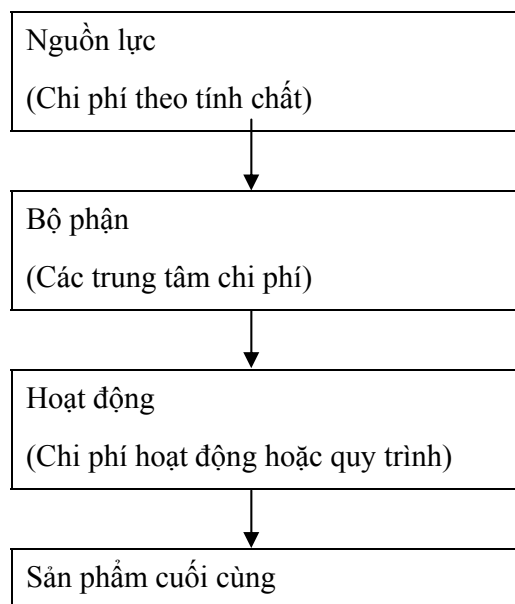 Nguồn lực
(Chi phí theo tính chất)
Bộ phận
(Các trung tâm chi phí)
Hoạt động
(Chi phí hoạt động hoặc quy trình)
Sản phẩm cuối cùng